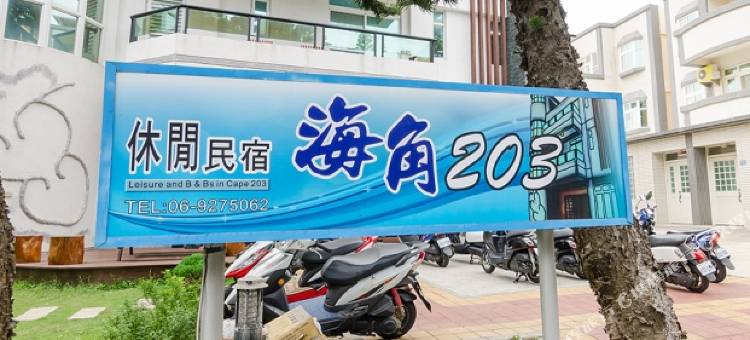 休閒民宿
Leisure and B & Bs in Cape 203
TEL:06-9275062
海角203